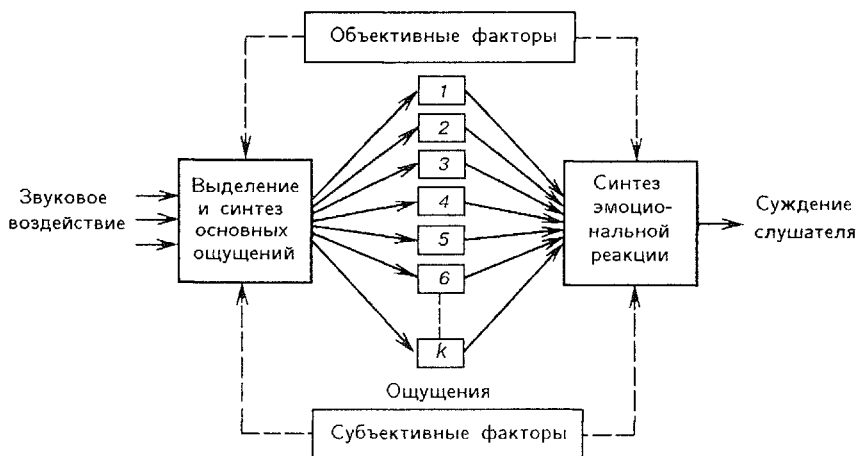 Объективные факторы
1
2
3
4
5
6
k
Звуковое
воздействие
Выделение
и синтез
основных
ощущений
Синтез
эмоцио-
нальной
реакции
Суждение
слушателя
Ощущения
Субъективные факторы